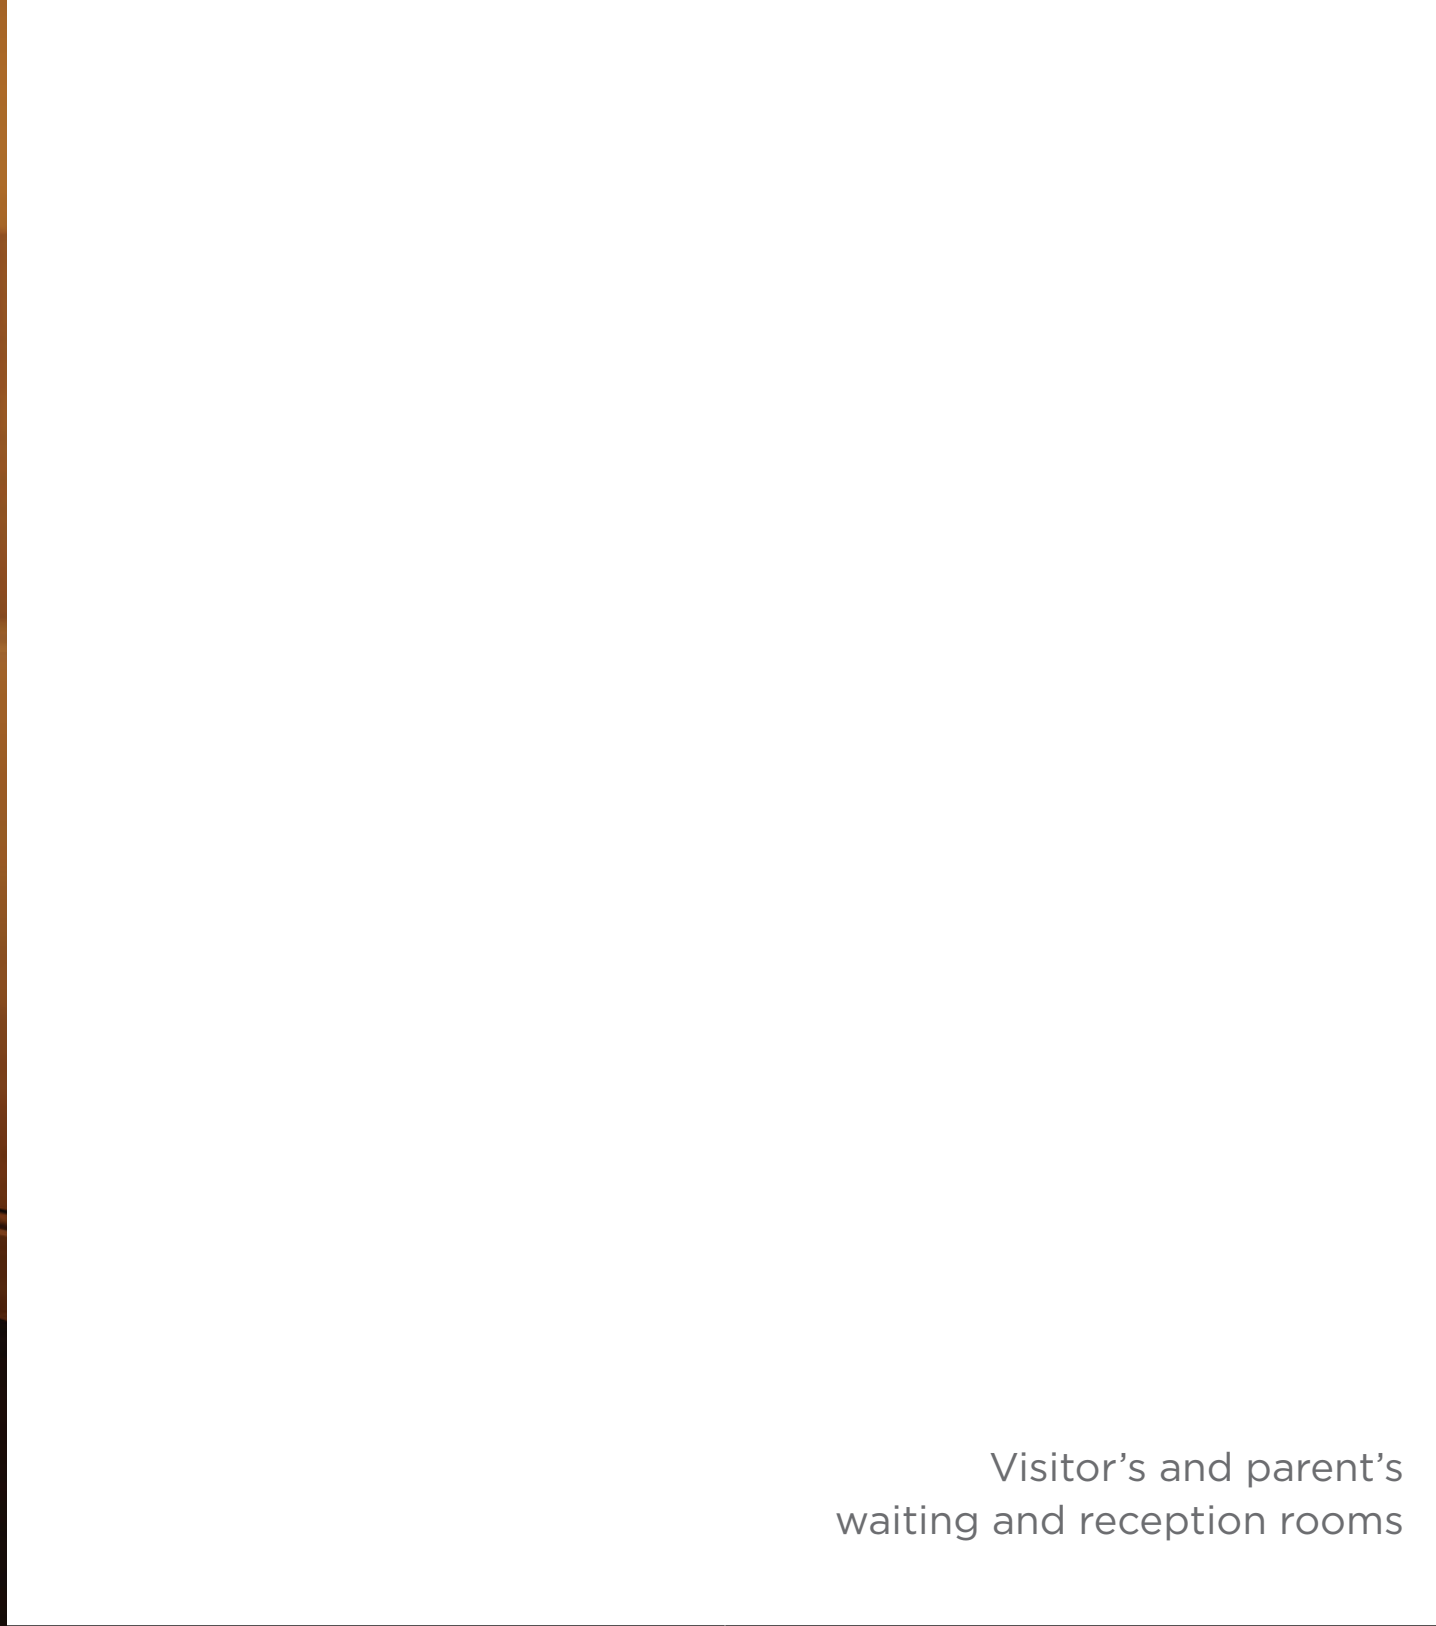 Visitor’s and parent’s
waiting and reception rooms